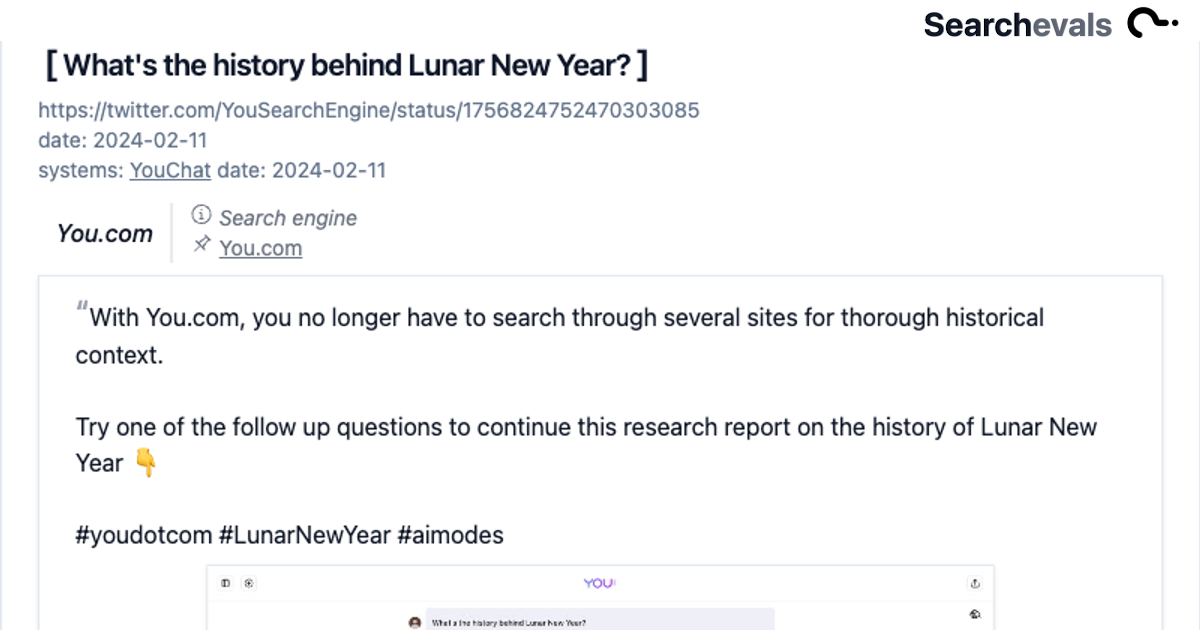 Searchevals
[ What's the history behind Lunar New Year? ]
https://twitter.com/YouSearchEngine/status/1756824752470303085
date: 2024-02-11
systems: YouChat date: 2024-02-11
You.com
Search engine
You.com
“With You.com, you no longer have to search through several sites for thorough historical
context.
Try one of the follow up questions to continue this research report on the history of Lunar New
Year 👇
#youdotcom #LunarNewYear #aimodes
YOU
What's the history behind Lunar New Year?